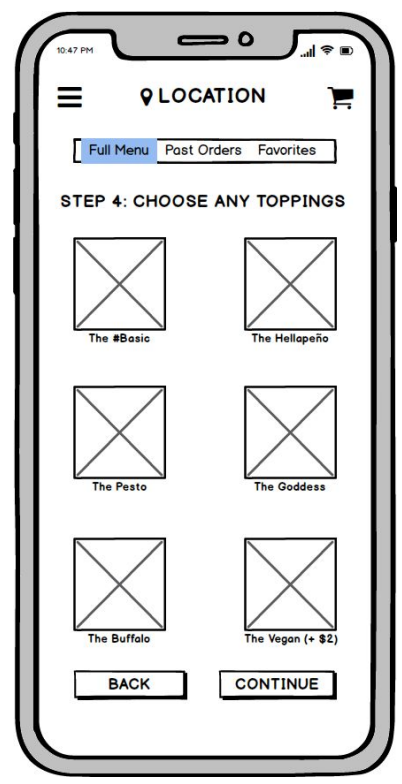 10:47 PM
LOCATION
Full Menu Past Orders Favorites
STEP 4: CHOOSE ANY TOPPINGS
The #Basic The Hellapeño
The Pesto The Goddess
The Buffalo The Vegan (+ $2)
BACK CONTINUE